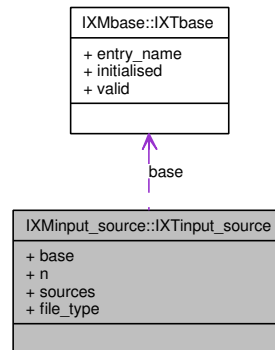 IXMbase::IXTbase
+ entry_name
+ initialised
+ valid
base
IXMinput_source::IXTinput_source
+ base
+ n
+ sources
+ file_type